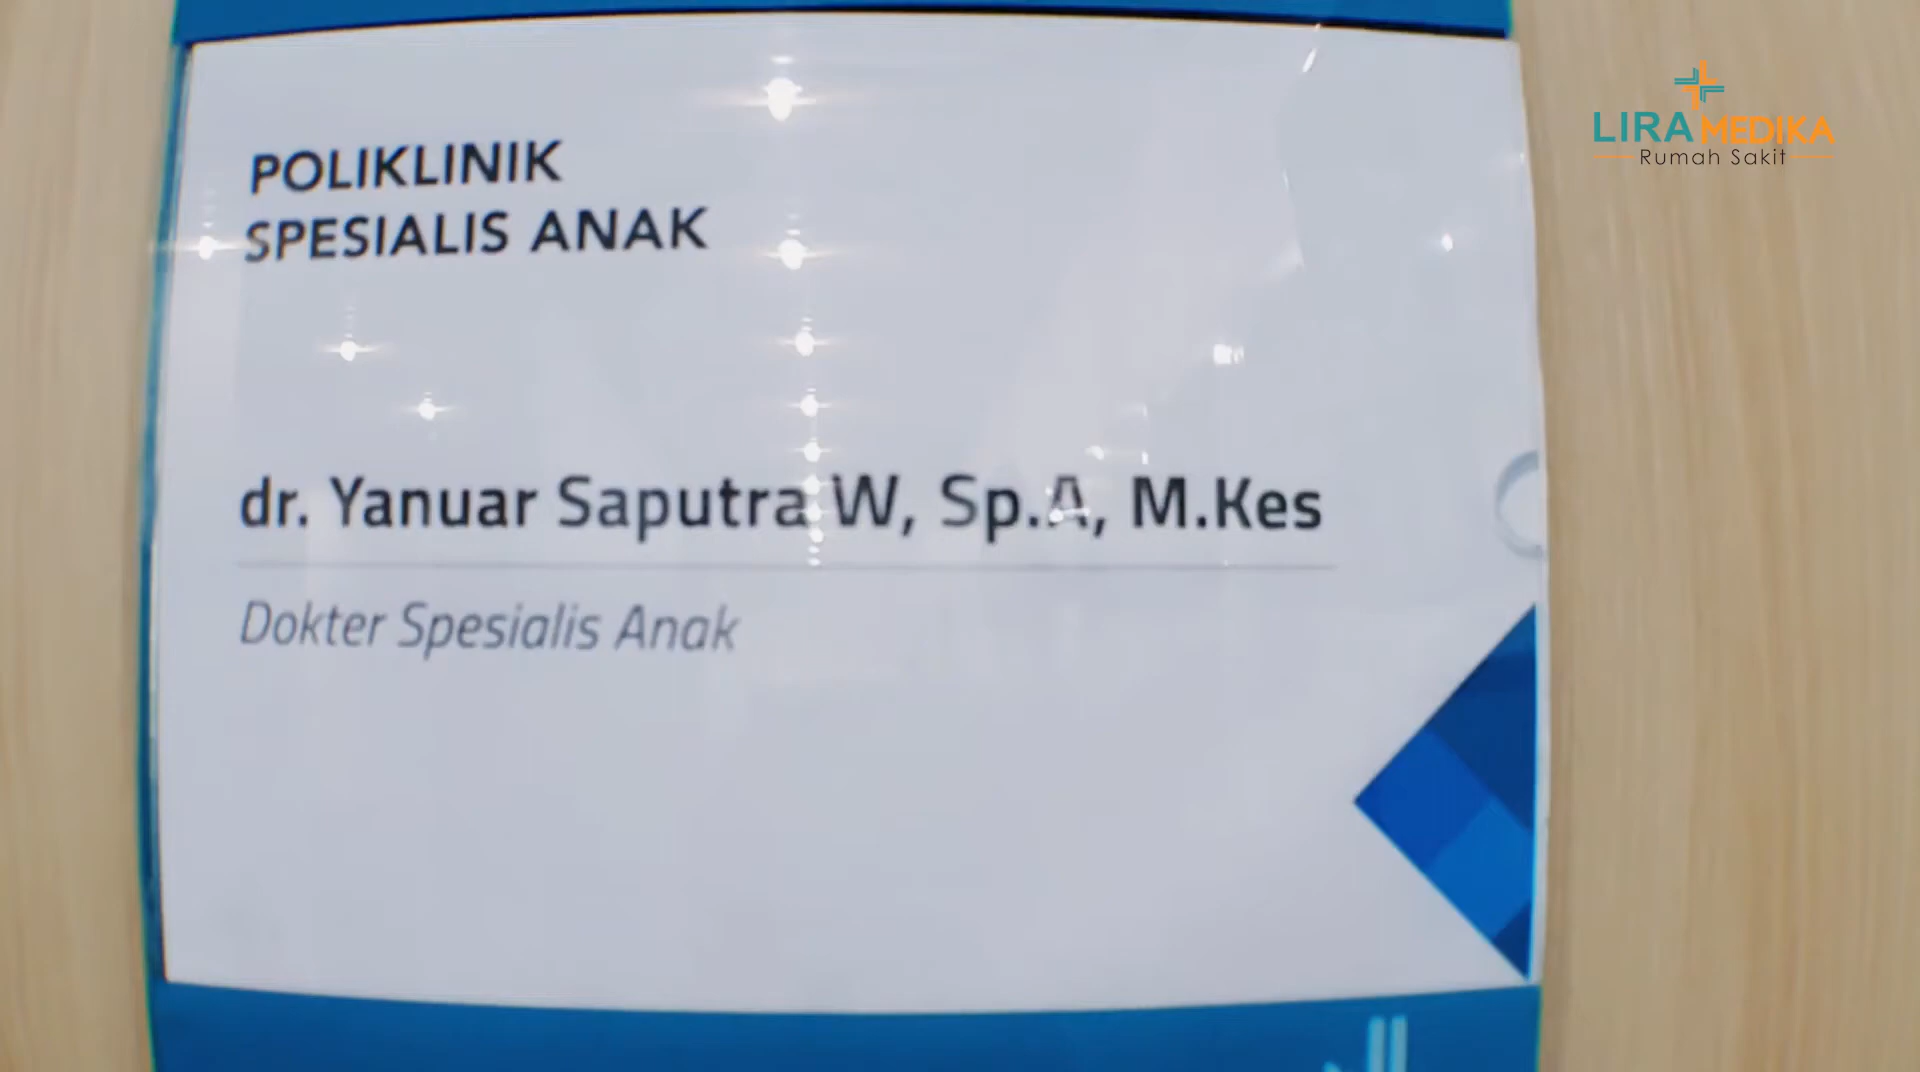 LIRA MEDIKA
Rumah Sakit
POLIKLINIK
SPESIALIS ANAK
dr. Yanuar Saputra W, Sp.A, M.Kes
Dokter Spesialis Anak